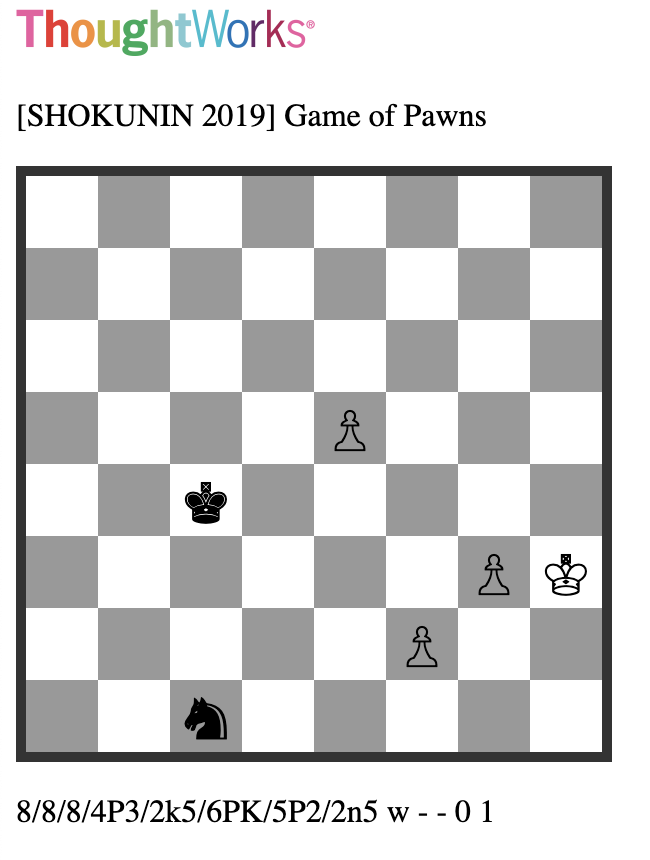 ThoughtWorks®
[SHOKUNIN 2019] Game of Pawns
8/8/8/4P3/2k5/6PK/5P2/2n5 w - - 0 1